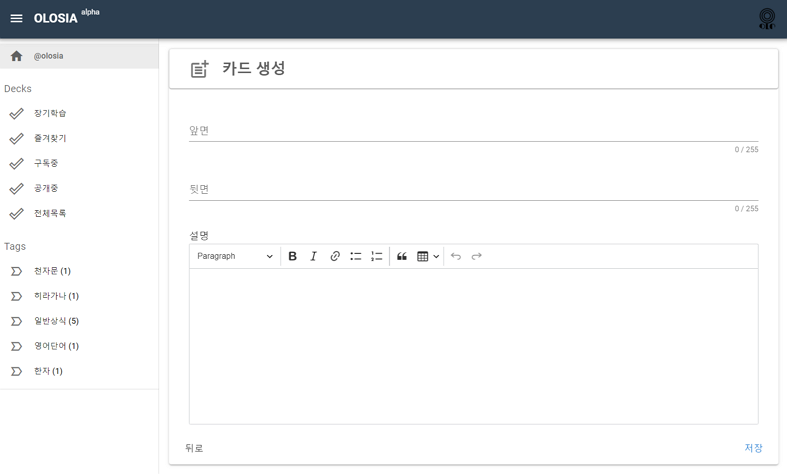 OLOSIA alpha
OLO
@olosia
Decks
장기학습
즐겨찾기
구독중
공개중
전체목록
Tags
천자문 (1)
히라가나 (1)
일반상식 (5)
영어단어 (1)
한자 (1)
카드 생성
앞면
0 / 255
뒷면
0 / 255
설명
Paragraph
뒤로
저장